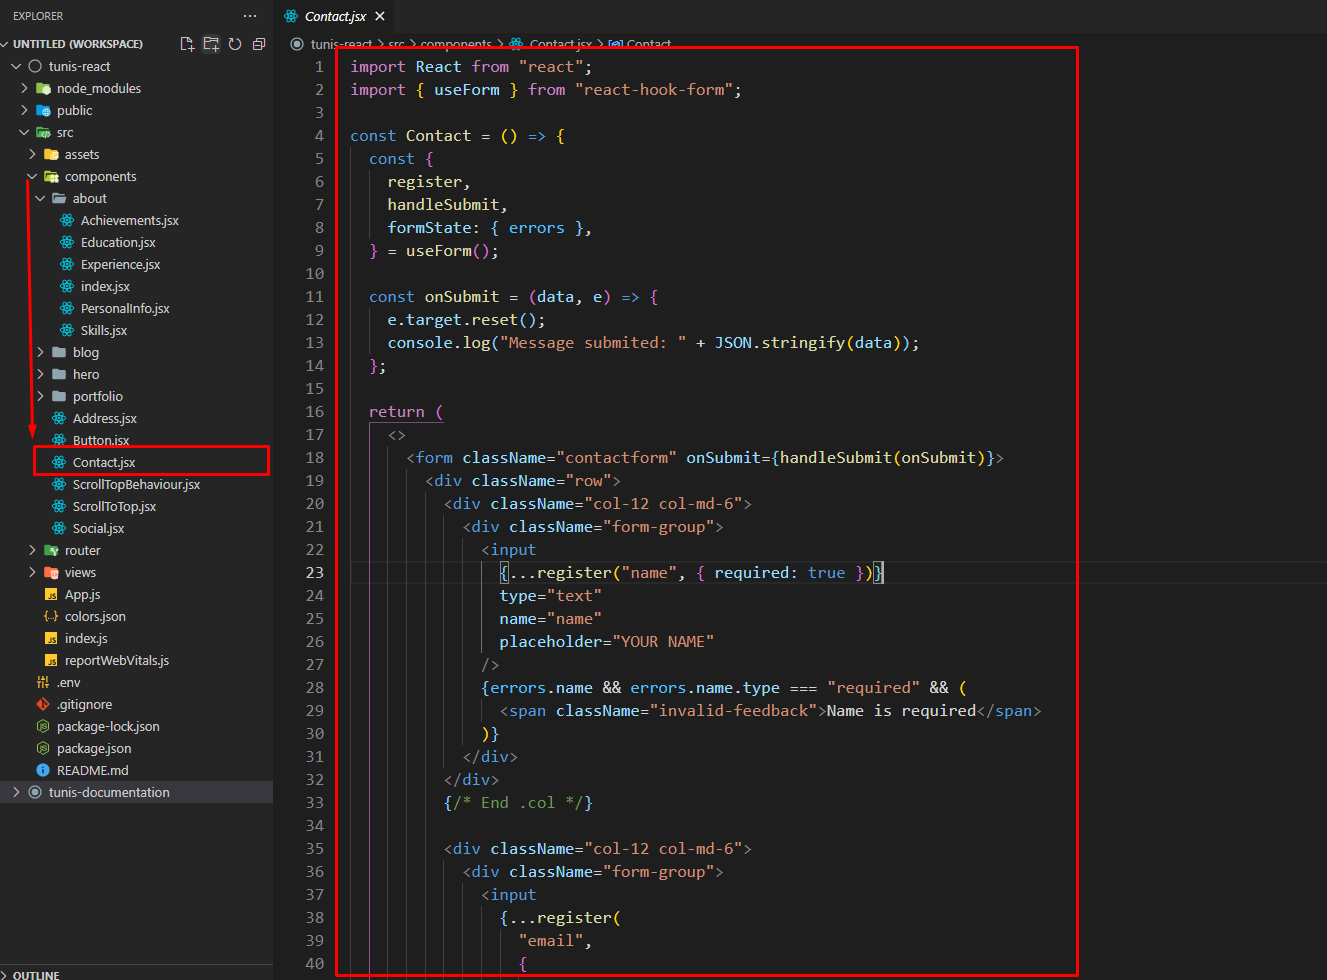 EXPLORER
UNTITLED (WORKSPACE)
tunis-react
node_modules
public
src
assets
components
about
Achievements.jsx
Education.jsx
Experience.jsx
index.jsx
PersonalInfo.jsx
Skills.jsx
blog
hero
portfolio
Address.jsx
Button.jsx
Contact.jsx
ScrollTopBehaviour.jsx
ScrollToTop.jsx
Social.jsx
router
views
App.js
colors.json
index.js
reportWebVitals.js
.env
.gitignore
package-lock.json
package.json
README.md
tunis-documentation
OUTLINE
Contact.jsx
tunis-react > src > components > Contact.jsx > Contact
1 import React from "react";
2 import { useForm } from "react-hook-form";
3
4 const Contact = () => {
5 const {
6 register,
7 handleSubmit,
8 formState: { errors },
9 } = useForm();
10
11 const onSubmit = (data, e) => {
12 e.target.reset();
13 console.log("Message submited: " + JSON.stringify(data));
14 };
15
16 return (
17 <>
18 <form className="contactform" onSubmit={handleSubmit(onSubmit)}>
19 <div className="row">
20 <div className="col-12 col-md-6">
21 <div className="form-group">
22 <input
23 {...register("name", { required: true })}
24 type="text"
25 name="name"
26 placeholder="YOUR NAME"
27 />
28 {errors.name && errors.name.type === "required" && (
29 <span className="invalid-feedback">Name is required</span>
30 )}
31 </div>
32 </div>
33 {/* End .col */}
34
35 <div className="col-12 col-md-6">
36 <div className="form-group">
37 <input
38 {...register(
39 "email",
40 {